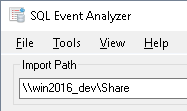 SQL Event Analyzer
File Tools View Help
Import Path
\\win2016_dev\Share